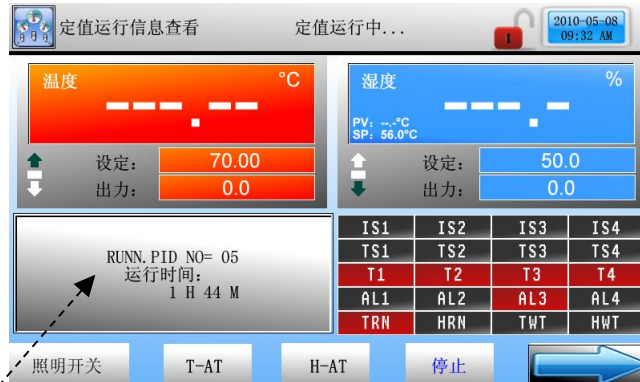 定值运行信息查看 定值运行中... 2010-05-08
09:32 AM
温度 °C
---.--
设定： 70.00
出力： 0.0
湿度 %
---.-
PV: --.-°C
SP: 56.0°C
设定： 50.0
出力： 0.0
RUNN.PID NO= 05
运行时间：
1 H 44 M
IS1 IS2 IS3 IS4
TS1 TS2 TS3 TS4
T1 T2 T3 T4
AL1 AL2 AL3 AL4
TRN HRN TWT HWT
照明开关 T-AT H-AT 停止